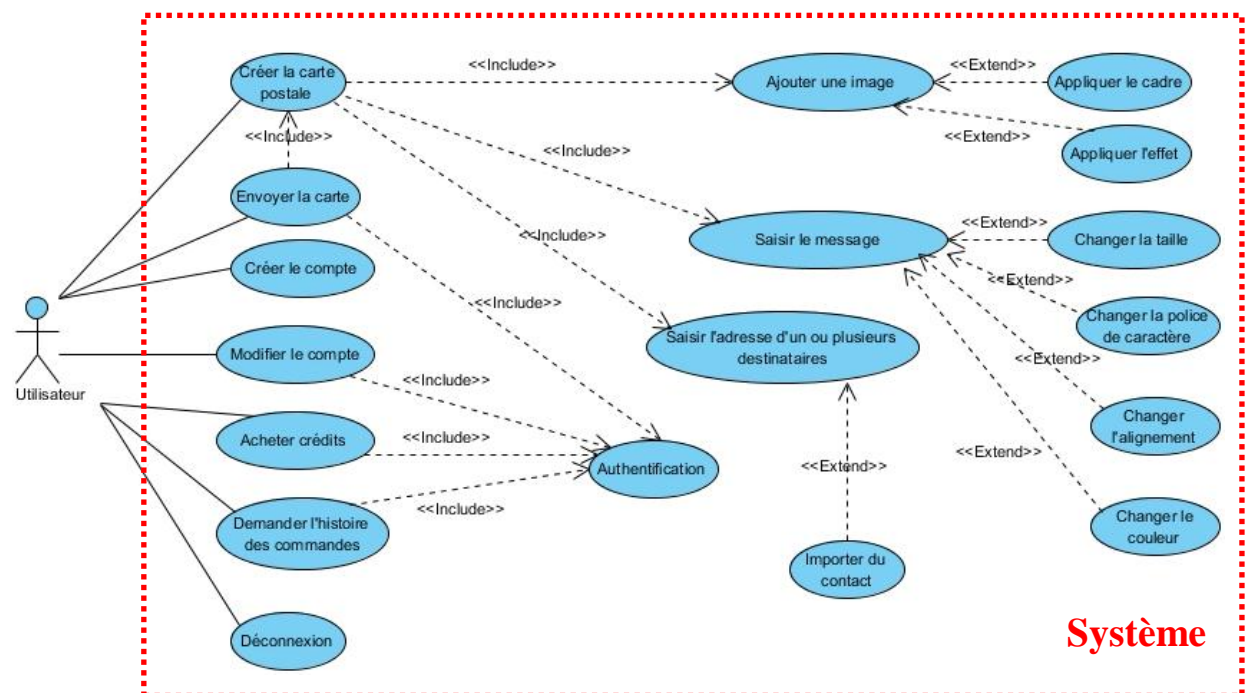 Créer la carte
postale
<<Include>>
Ajouter une image
<<Extend>>
Appliquer le cadre
<<Include>>
<<Include>>
<<Extend>>
Appliquer l'effet
Envoyer la carte
<<Include>>
Saisir le message
<<Extend>>
Changer la taille
Créer le compte
<<Include>>
<<Extend>>
Changer la police
de caractère
Utilisateur
Modifier le compte
<<Include>>
Saisir l'adresse d'un ou plusieurs
destinataires
<<Extend>>
Changer
l'alignement
Acheter crédits
<<Include>>
Authentification
<<Extend>>
<<Extend>>
Demander l'histoire
des commandes
<<Include>>
Changer le
couleur
Importer du
contact
Déconnexion
Système